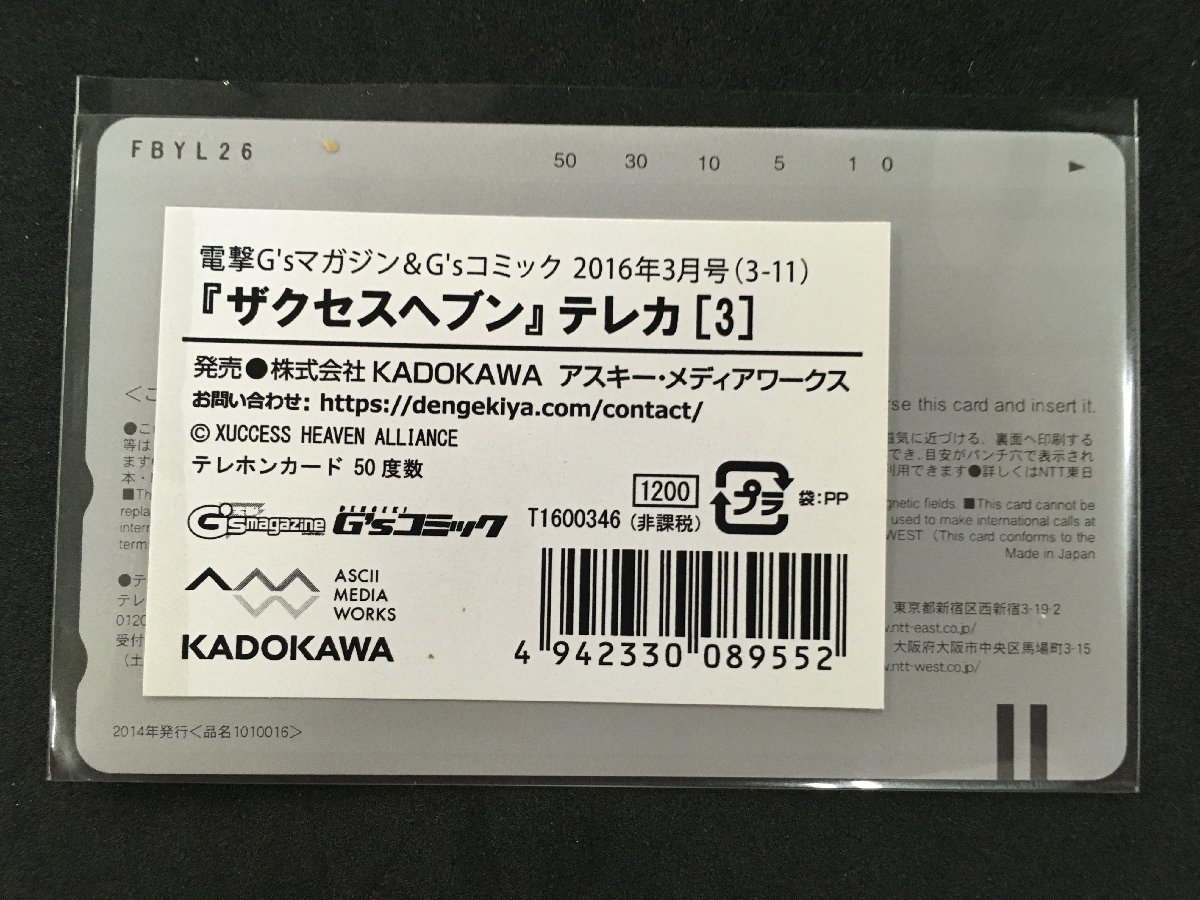 FBYL26
50 30 10 5 1 0
電撃G'sマガジン&G'sコミック 2016年3月号(3-11)
『ザクセスヘブン』テレカ[3]
発売●株式会社 KADOKAWA アスキー・メディアワークス
お問い合わせ: https://dengekiya.com/contact/
© XUCCESS HEAVEN ALLIANCE
テレホンカード 50度数
G's magazine G'sコミック
T1600346
1200
(非課税)
プラ
袋:PP
ASCII
MEDIA
WORKS
KADOKAWA
4 942330 089552
this card and insert it.
磁気に近づける、裏面へ印刷する
でき、目安がパンチ穴で表示され
利用できます●詳しくはNTT東日
fields. ■This card cannot be
used to make international calls at
WEST. (This card conforms to the
Made in Japan
東京都新宿区西新宿3-19-2
ntt-east.co.jp/
大阪府大阪市中央区馬場町3-15
ntt-west.co.jp/
2014年発行<品名1010016>